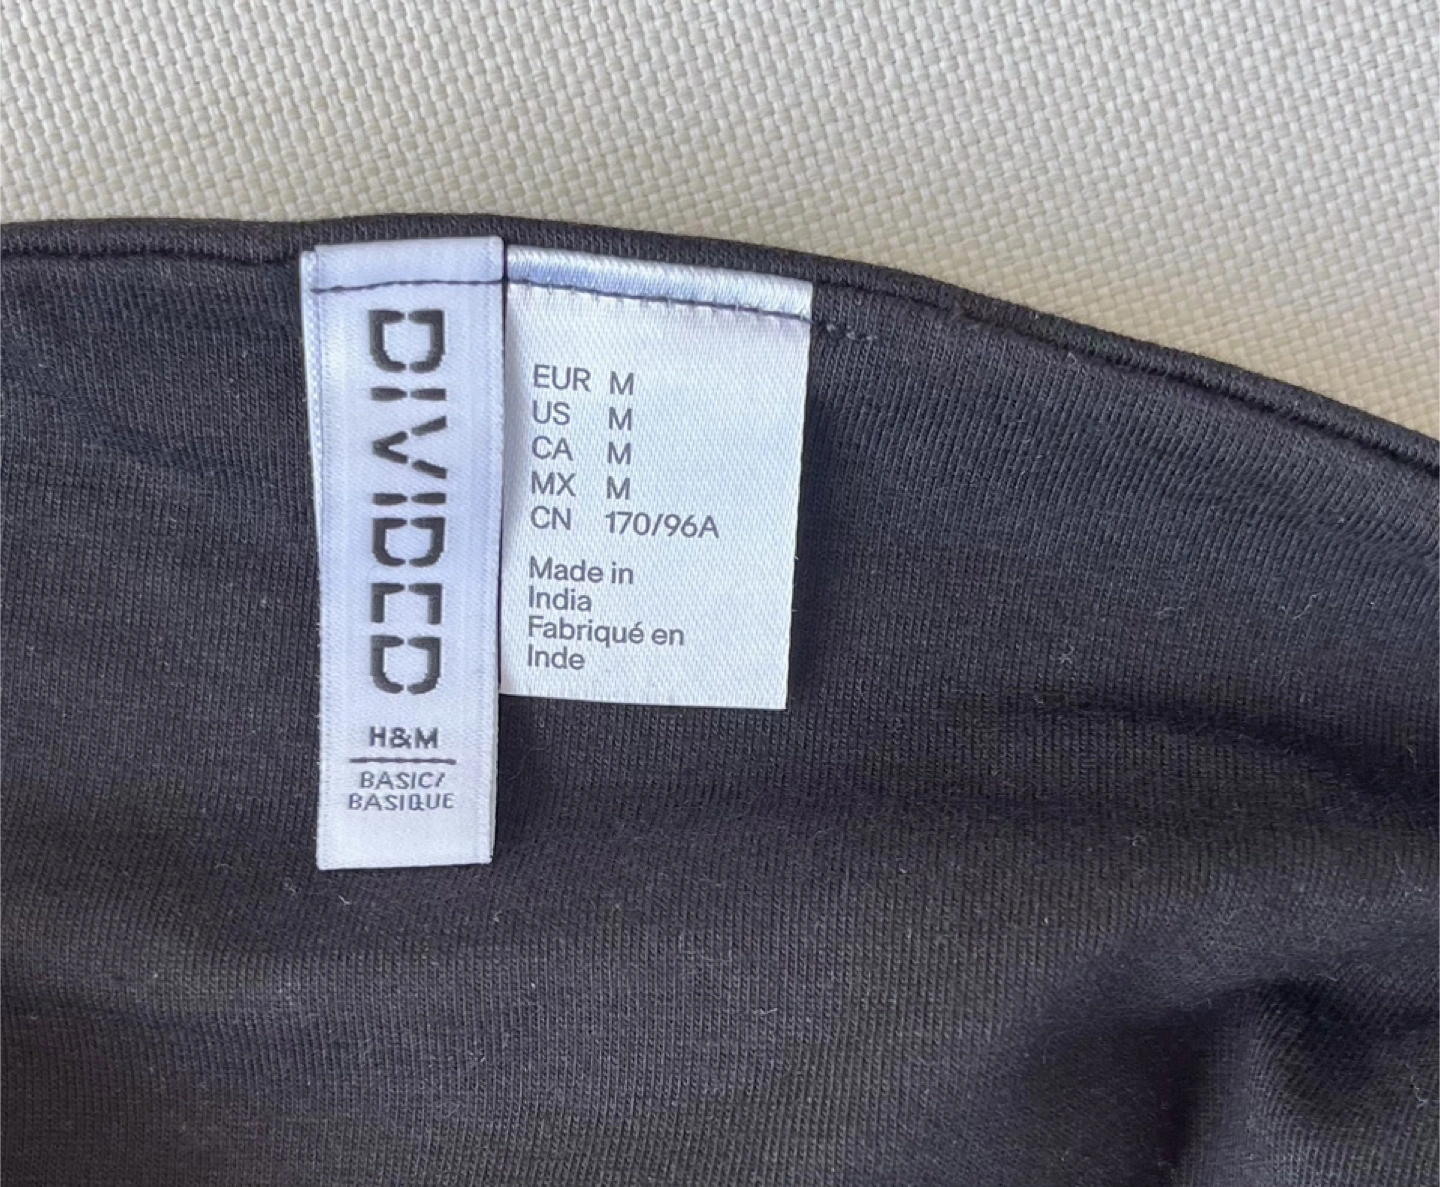 DIVIDED
H&M
BASIC/
BASIQUE
EUR M
US M
CA M
MX M
CN 170/96A
Made in
India
Fabriqué en
Inde